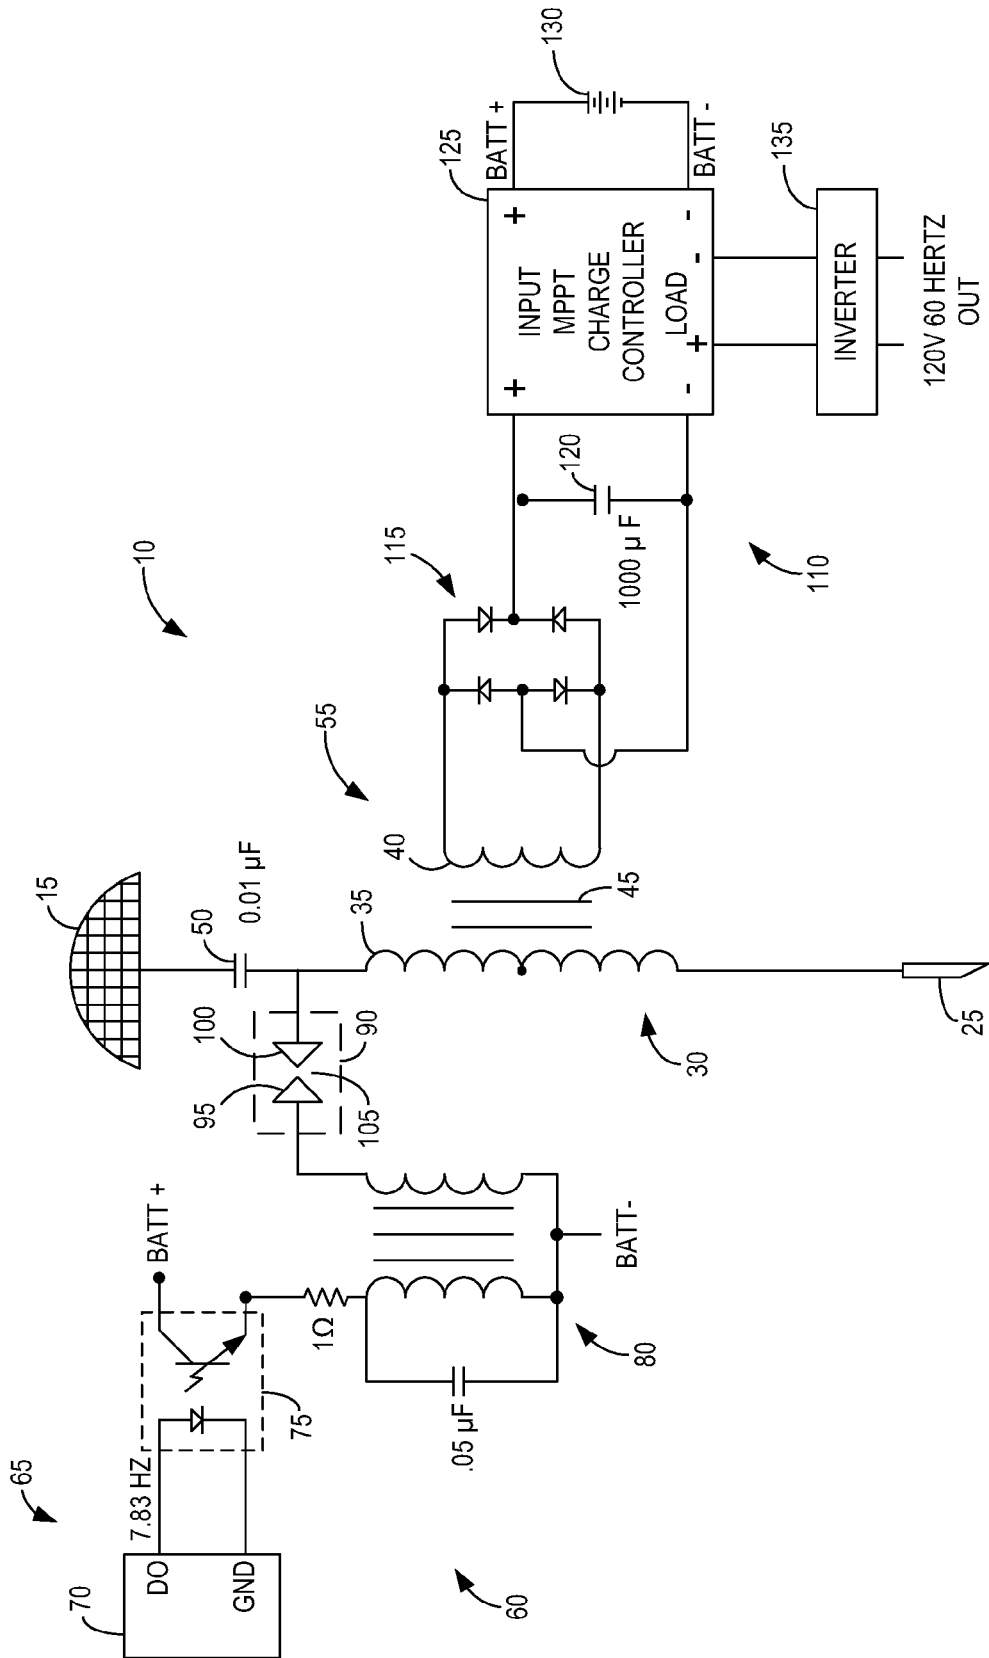 10
65
70
DO
GND
7.83 HZ
75
BATT +
1Ω
.05 µF
80
BATT-
60
95
100
105
90
15
50
0.01 µF
35
45
40
30
25
55
115
1000 µ F
120
110
125
+
+
INPUT
MPPT
CHARGE
CONTROLLER
LOAD
-
+
-
-
BATT +
BATT -
130
135
INVERTER
120V 60 HERTZ
OUT